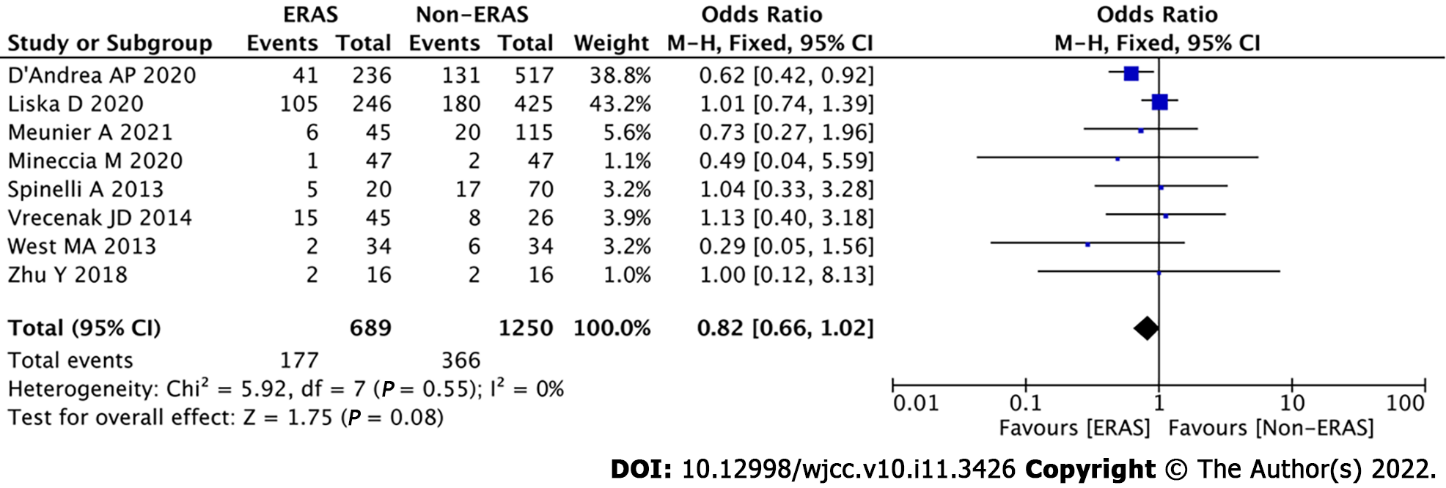 ERAS Non-ERAS Odds Ratio Odds Ratio
Study or Subgroup Events Total Events Total Weight M-H, Fixed, 95% CI M-H, Fixed, 95% CI
D'Andrea AP 2020 41 236 131 517 38.8% 0.62 [0.42, 0.92]
Liska D 2020 105 246 180 425 43.2% 1.01 [0.74, 1.39]
Meunier A 2021 6 45 20 115 5.6% 0.73 [0.27, 1.96]
Mineccia M 2020 1 47 2 47 1.1% 0.49 [0.04, 5.59]
Spinelli A 2013 5 20 17 70 3.2% 1.04 [0.33, 3.28]
Vrecenak JD 2014 15 45 8 26 3.9% 1.13 [0.40, 3.18]
West MA 2013 2 34 6 34 3.2% 0.29 [0.05, 1.56]
Zhu Y 2018 2 16 2 16 1.0% 1.00 [0.12, 8.13]
Total (95% CI) 689 1250 100.0% 0.82 [0.66, 1.02]
Total events 177 366
Heterogeneity: Chi² = 5.92, df = 7 (P = 0.55); I² = 0%
Test for overall effect: Z = 1.75 (P = 0.08)
0.01 0.1 1 10 100
Favours [ERAS] Favours [Non-ERAS]
DOI: 10.12998/wjcc.v10.i11.3426 Copyright © The Author(s) 2022.